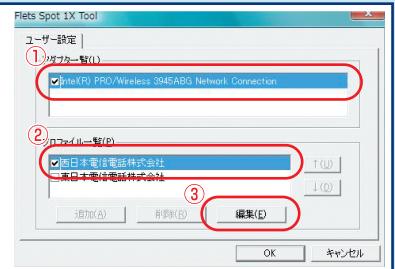 Flets Spot 1X Tool
ユーザー設定
①
アダプター一覧(L)
Intel(R) PRO/Wireless 3945ABG Network Connection
②
プロファイル一覧(P)
西日本電信電話株式会社
↑(U)
東日本電信電話株式会社
↓(D)
③
追加(A) 削除(R) 編集(E)
OK キャンセル